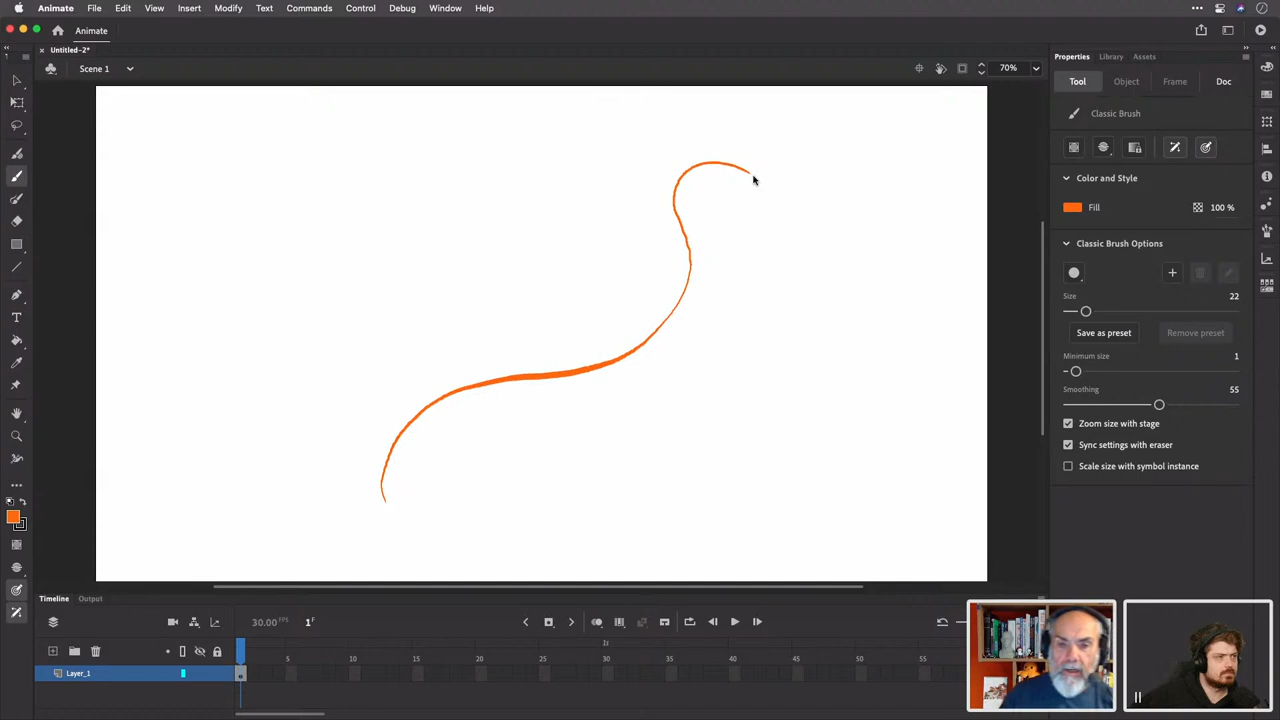 Animate File Edit View Insert Modify Text Commands Control Debug Window Help
Animate
Untitled-2*
Scene 1
70%
Properties Library Assets
Tool Object Frame Doc
Classic Brush
Color and Style
Fill 100 %
Classic Brush Options
Size 22
Save as preset Remove preset
Minimum size 1
Smoothing 55
Zoom size with stage
Sync settings with eraser
Scale size with symbol instance
Timeline Output
30.00 FPS 1 F
1s
5 10 15 20 25 30 35 40 45 50 55
Layer_1